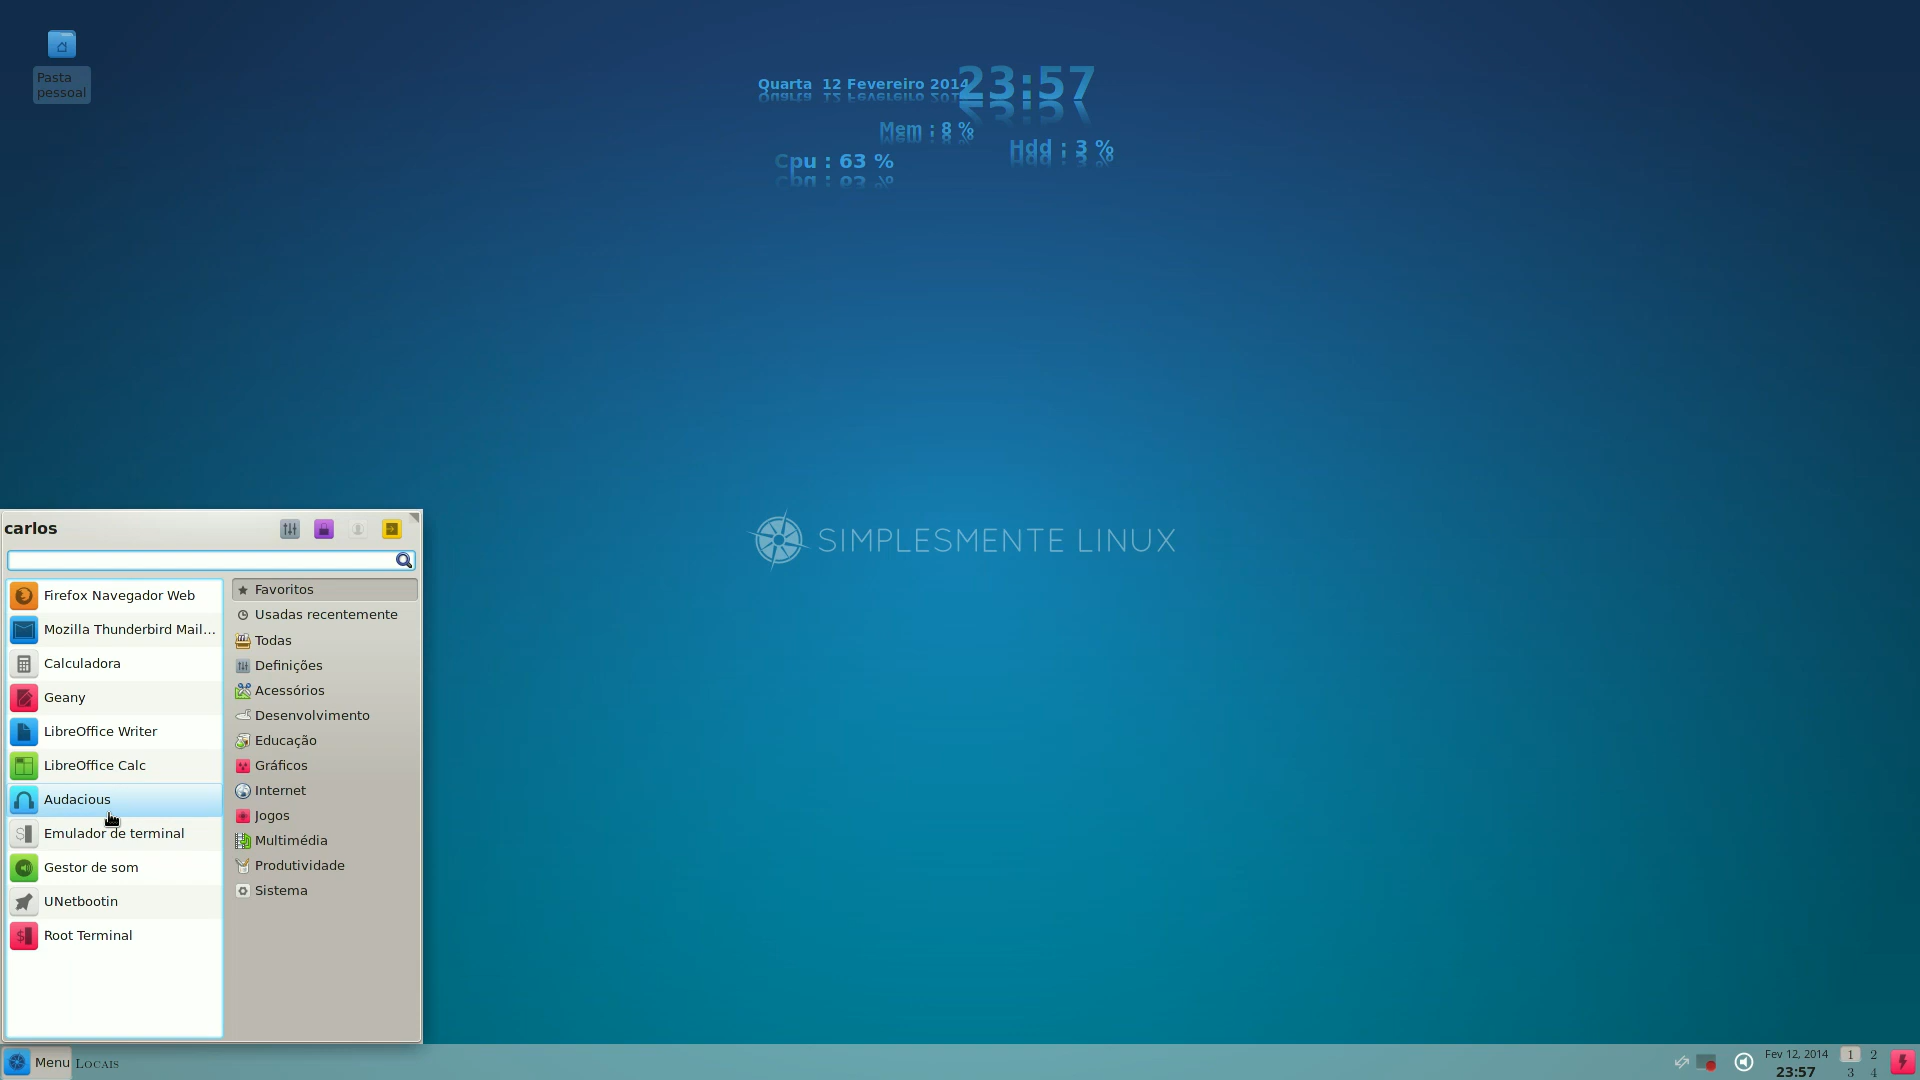 Pasta
pessoal
Quarta 12 Fevereiro 2014
23:57
Mem : 8 %
Hdd : 3 %
Cpu : 63 %
SIMPLESMENTE LINUX
carlos
Firefox Navegador Web
Mozilla Thunderbird Mail...
Calculadora
Geany
LibreOffice Writer
LibreOffice Calc
Audacious
Emulador de terminal
Gestor de som
UNetbootin
Root Terminal
Favoritos
Usadas recentemente
Todas
Definições
Acessórios
Desenvolvimento
Educação
Gráficos
Internet
Jogos
Multimédia
Produtividade
Sistema
Menu Locais
Fev 12, 2014
23:57
1 2
3 4